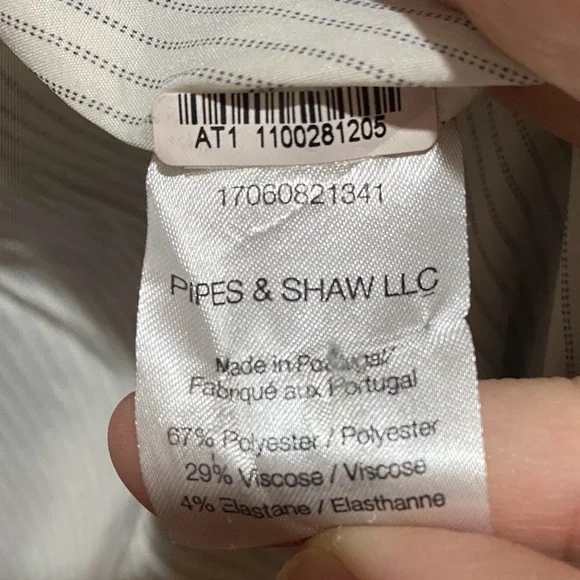 AT1 1100281205
17060821341
PIPES & SHAW LLC
Made in Portugal/
Fabriqué aux Portugal
67% Polyester / Polyester
29% Viscose / Viscose
4% Elastane / Elasthanne